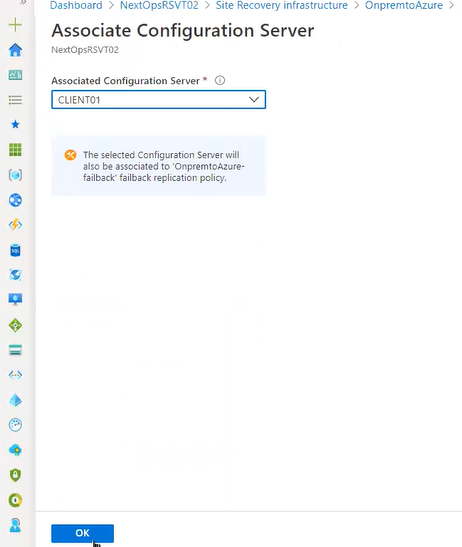 Dashboard > NextOpsRSVT02 > Site Recovery infrastructure > OnpremtoAzure >
Associate Configuration Server
NextOpsRSVT02
Associated Configuration Server *
CLIENT01
The selected Configuration Server will
also be associated to 'OnpremtoAzure-
failback' failback replication policy.
OK